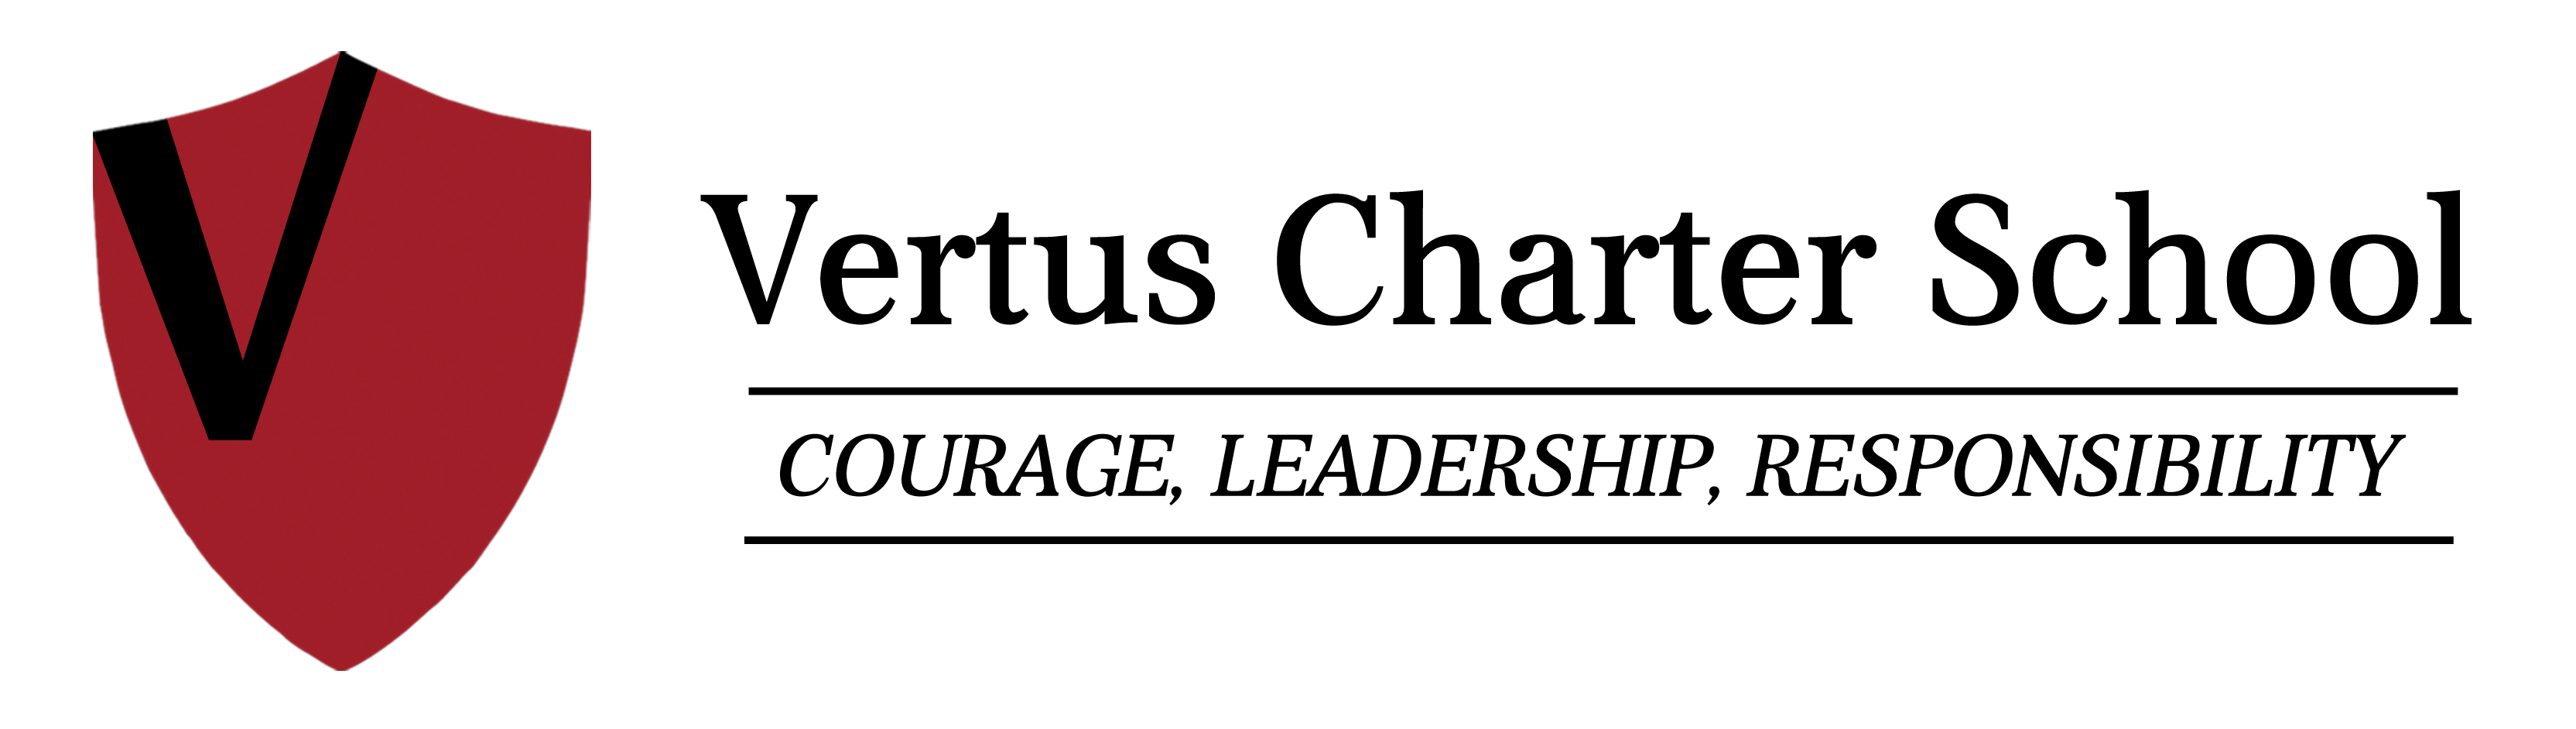 V
Vertus Charter School
COURAGE, LEADERSHIP, RESPONSIBILITY